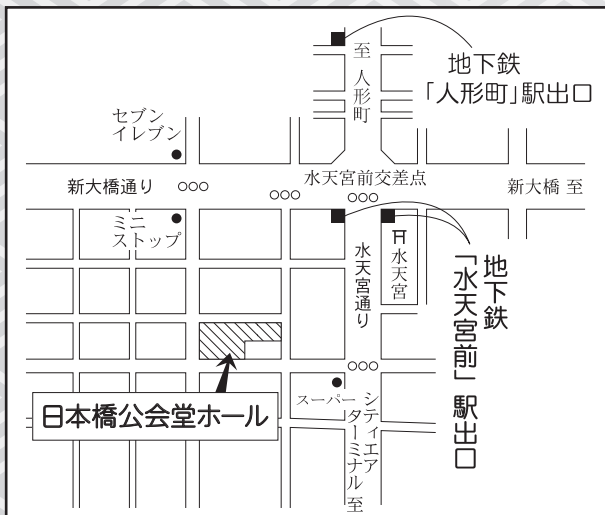 至
人形町
地下鉄
「人形町」駅出口
セブン
イレブン
新大橋通り
水天宮前交差点
新大橋 至
ミニ
ストップ
水天宮通り
水天宮
地下鉄
「水天宮前」駅出口
日本橋公会堂ホール
スーパー
シティエア
ターミナル
至